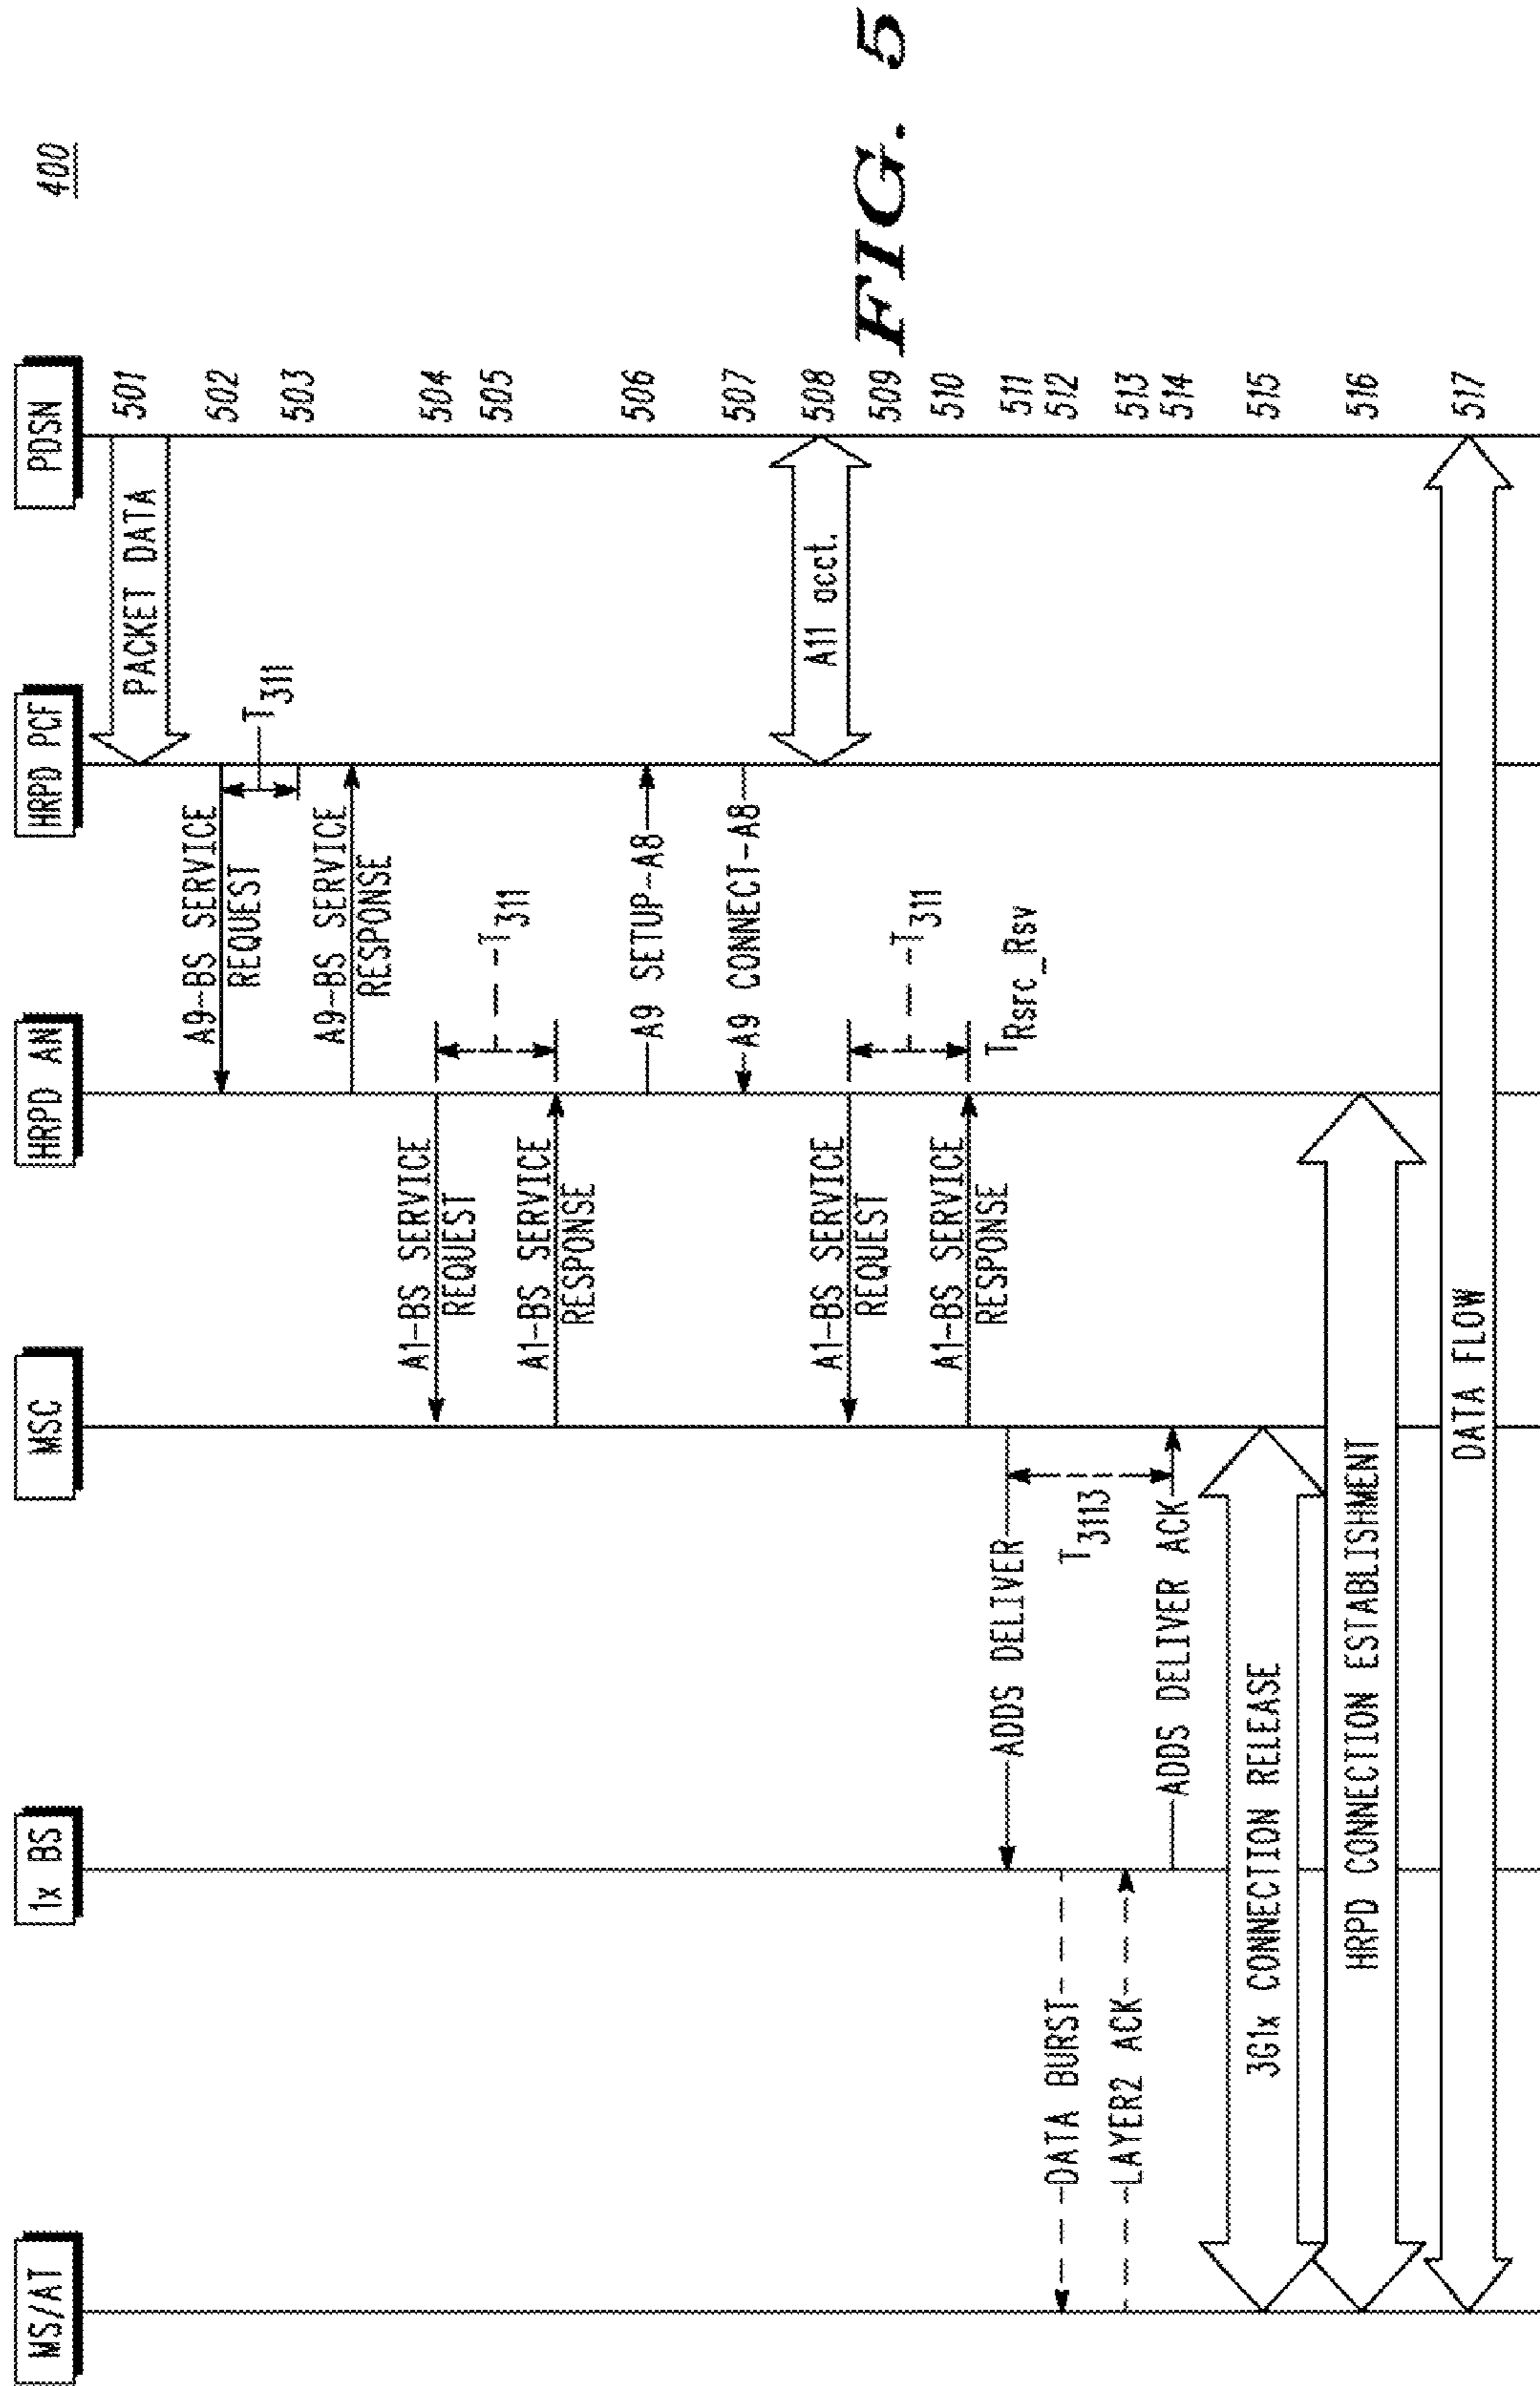 400
MS/AT
1x BS
MSC
HRPD AN
HRPD PCF
PDSN
PACKET DATA
501
A9-BS SERVICE
REQUEST
502
T311
503
A9-BS SERVICE
RESPONSE
A1-BS SERVICE
REQUEST
504
T311
505
A1-BS SERVICE
RESPONSE
A9 SETUP-A8
506
A9 CONNECT-A8
507
A11 acct.
508
A1-BS SERVICE
REQUEST
509
T311
A1-BS SERVICE
RESPONSE
510
TRsrc_Rsv
ADDS DELIVER
511
DATA BURST
T3113
512
LAYER2 ACK
513
ADDS DELIVER ACK
514
3G1x CONNECTION RELEASE
515
HRPD CONNECTION ESTABLISHMENT
516
DATA FLOW
517
FIG. 5